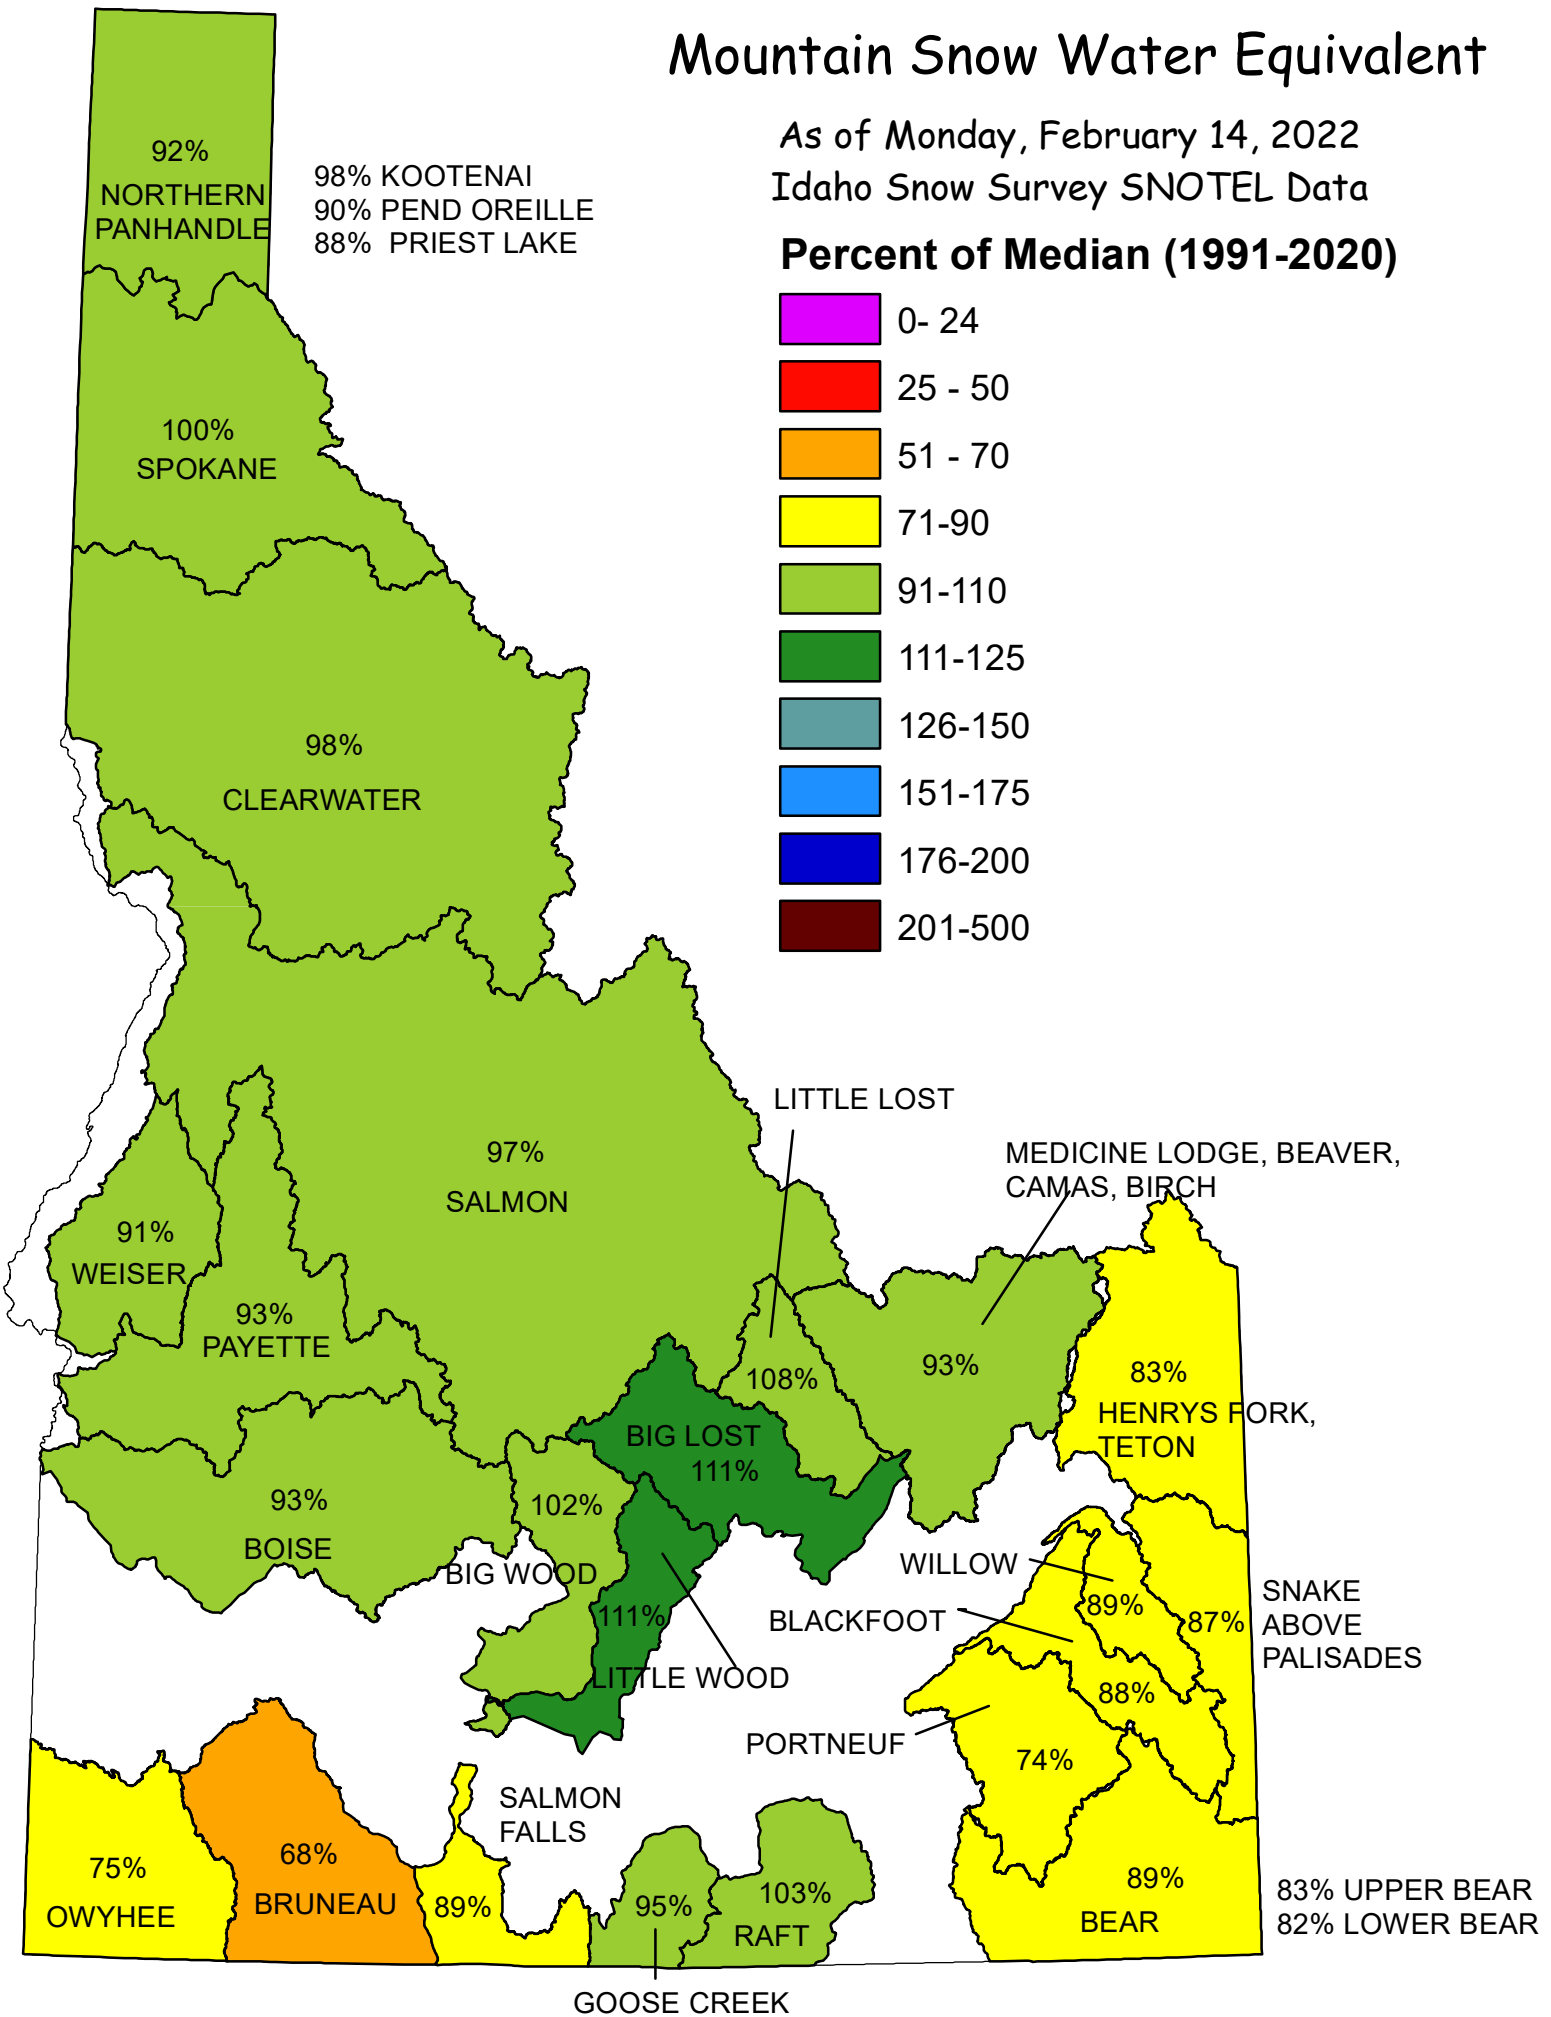 Mountain Snow Water Equivalent
As of Monday, February 14, 2022
Idaho Snow Survey SNOTEL Data
Percent of Median (1991-2020)
0- 24
25 - 50
51 - 70
71-90
91-110
111-125
126-150
151-175
176-200
201-500
92%
NORTHERN
PANHANDLE
98% KOOTENAI
90% PEND OREILLE
88% PRIEST LAKE
100%
SPOKANE
98%
CLEARWATER
LITTLE LOST
97%
SALMON
MEDICINE LODGE, BEAVER,
CAMAS, BIRCH
91%
WEISER
93%
PAYETTE
108%
93%
83%
HENRYS FORK,
TETON
BIG LOST
111%
93%
BOISE
102%
BIG WOOD
111%
LITTLE WOOD
WILLOW
89%
BLACKFOOT
87%
SNAKE
ABOVE
PALISADES
88%
PORTNEUF
74%
SALMON
FALLS
75%
OWYHEE
68%
BRUNEAU
89%
95%
103%
RAFT
89%
BEAR
83% UPPER BEAR
82% LOWER BEAR
GOOSE CREEK